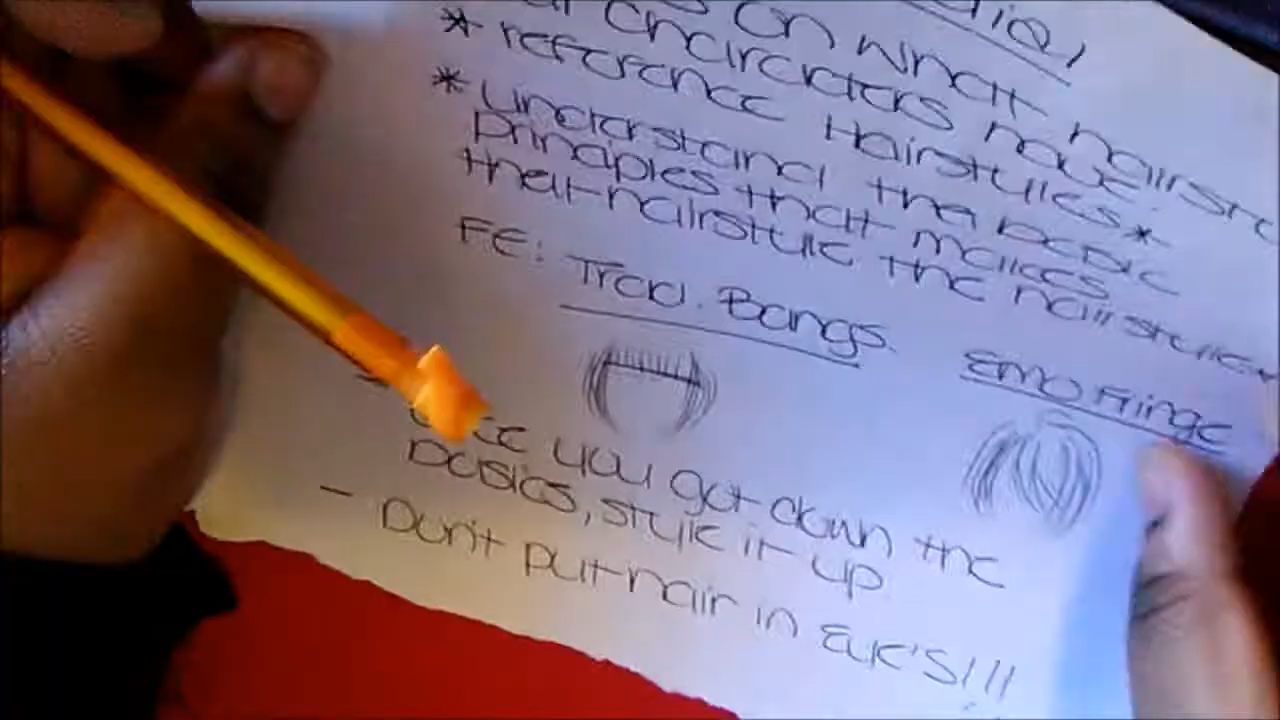 on what hairst
characters have
* reference Hairstyles *
* understand the basic
principles that makes
that hairstyle the hairstyle *
FE: Trad. Bangs
Emo Fringe
you got down the
basics, style it up
- Don't put hair in EYE'S!!!